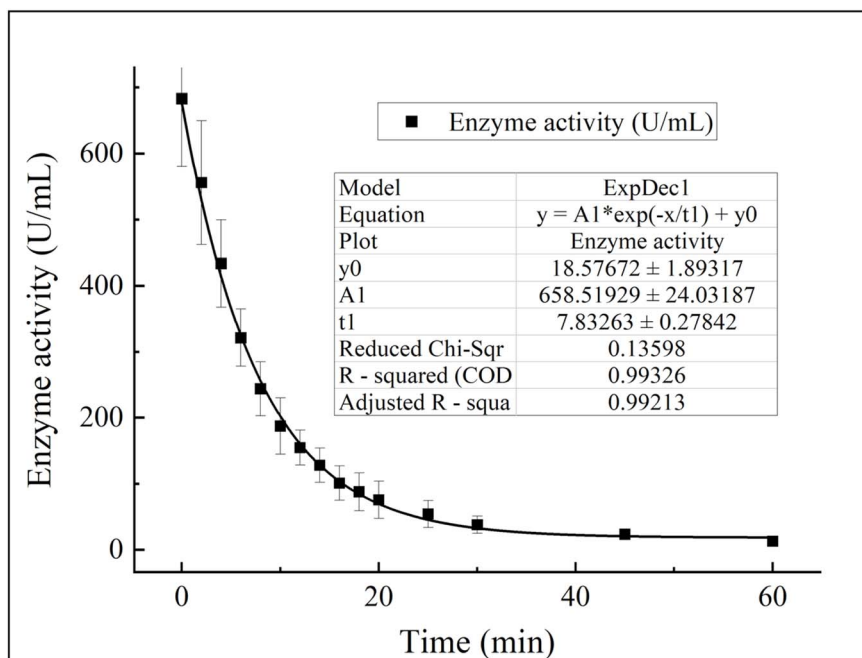 Enzyme activity (U/mL)
600
400
200
0
Enzyme activity (U/mL)
Model ExpDec1
Equation y = A1*exp(-x/t1) + y0
Plot Enzyme activity
y0 18.57672 ± 1.89317
A1 658.51929 ± 24.03187
t1 7.83263 ± 0.27842
Reduced Chi-Sqr 0.13598
R - squared (COD 0.99326
Adjusted R - squa 0.99213
0 20 40 60
Time (min)